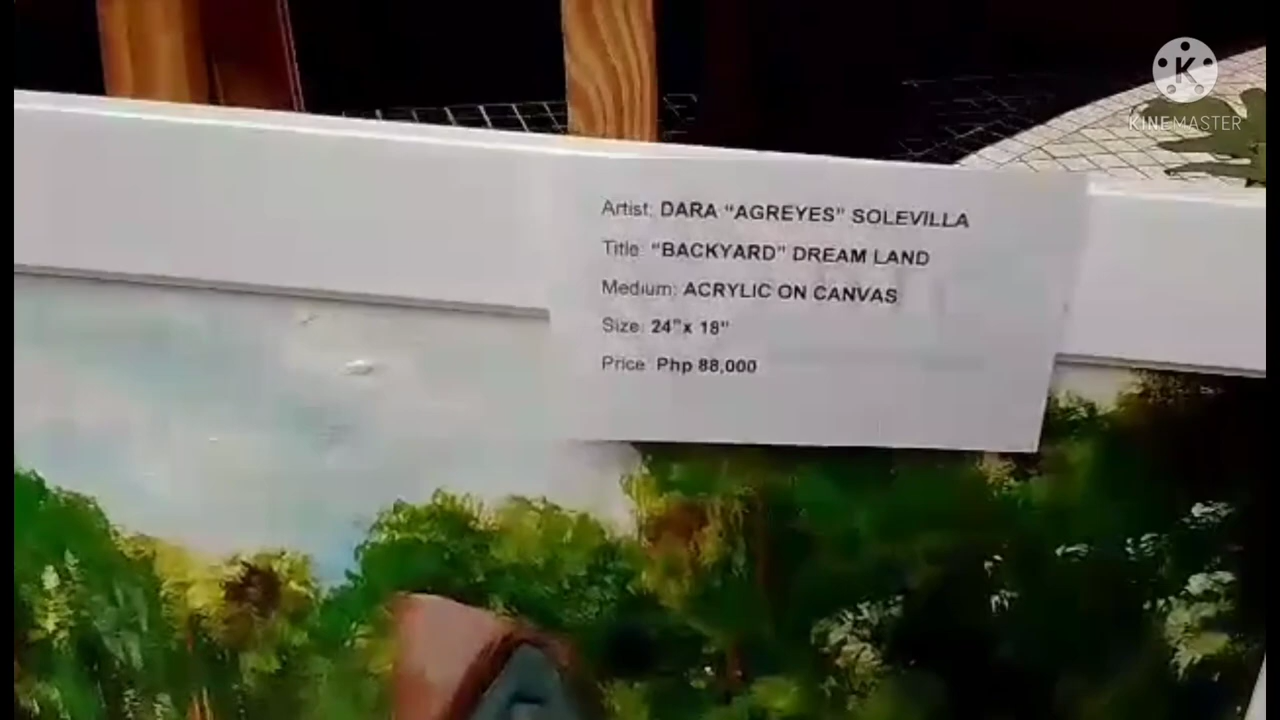 K
KINEMASTER
Artist: DARA "AGREYES" SOLEVILLA
Title: "BACKYARD" DREAM LAND
Medium: ACRYLIC ON CANVAS
Size: 24"x 18"
Price: Php 88,000